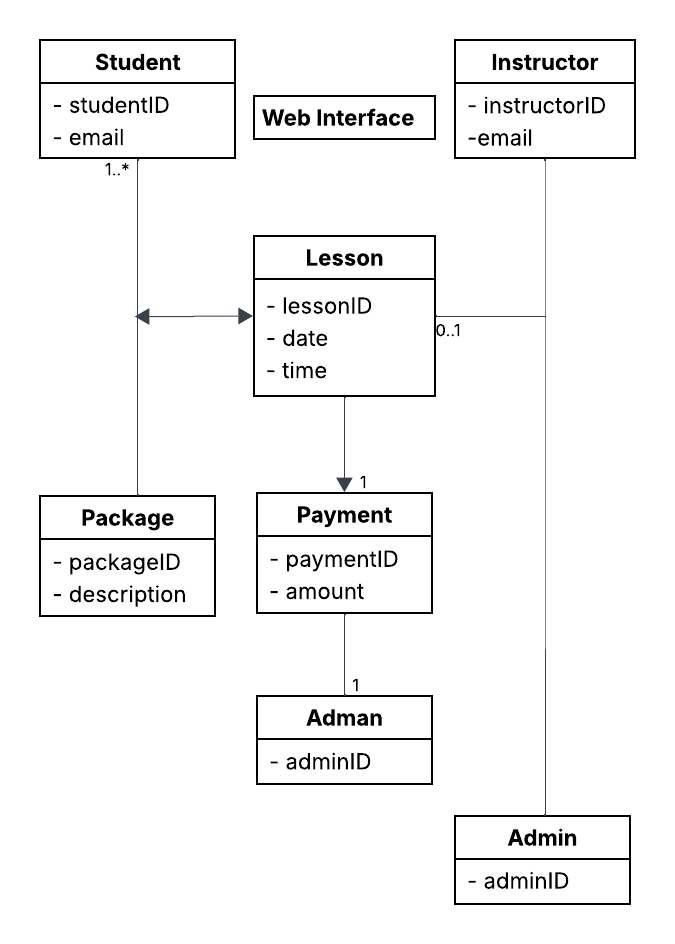 Student
- studentID
- email
1..*
Web Interface
Instructor
- instructorID
-email
Lesson
- lessonID
- date
- time
0..1
1
Package
- packageID
- description
Payment
- paymentID
- amount
1
Adman
- adminID
Admin
- adminID